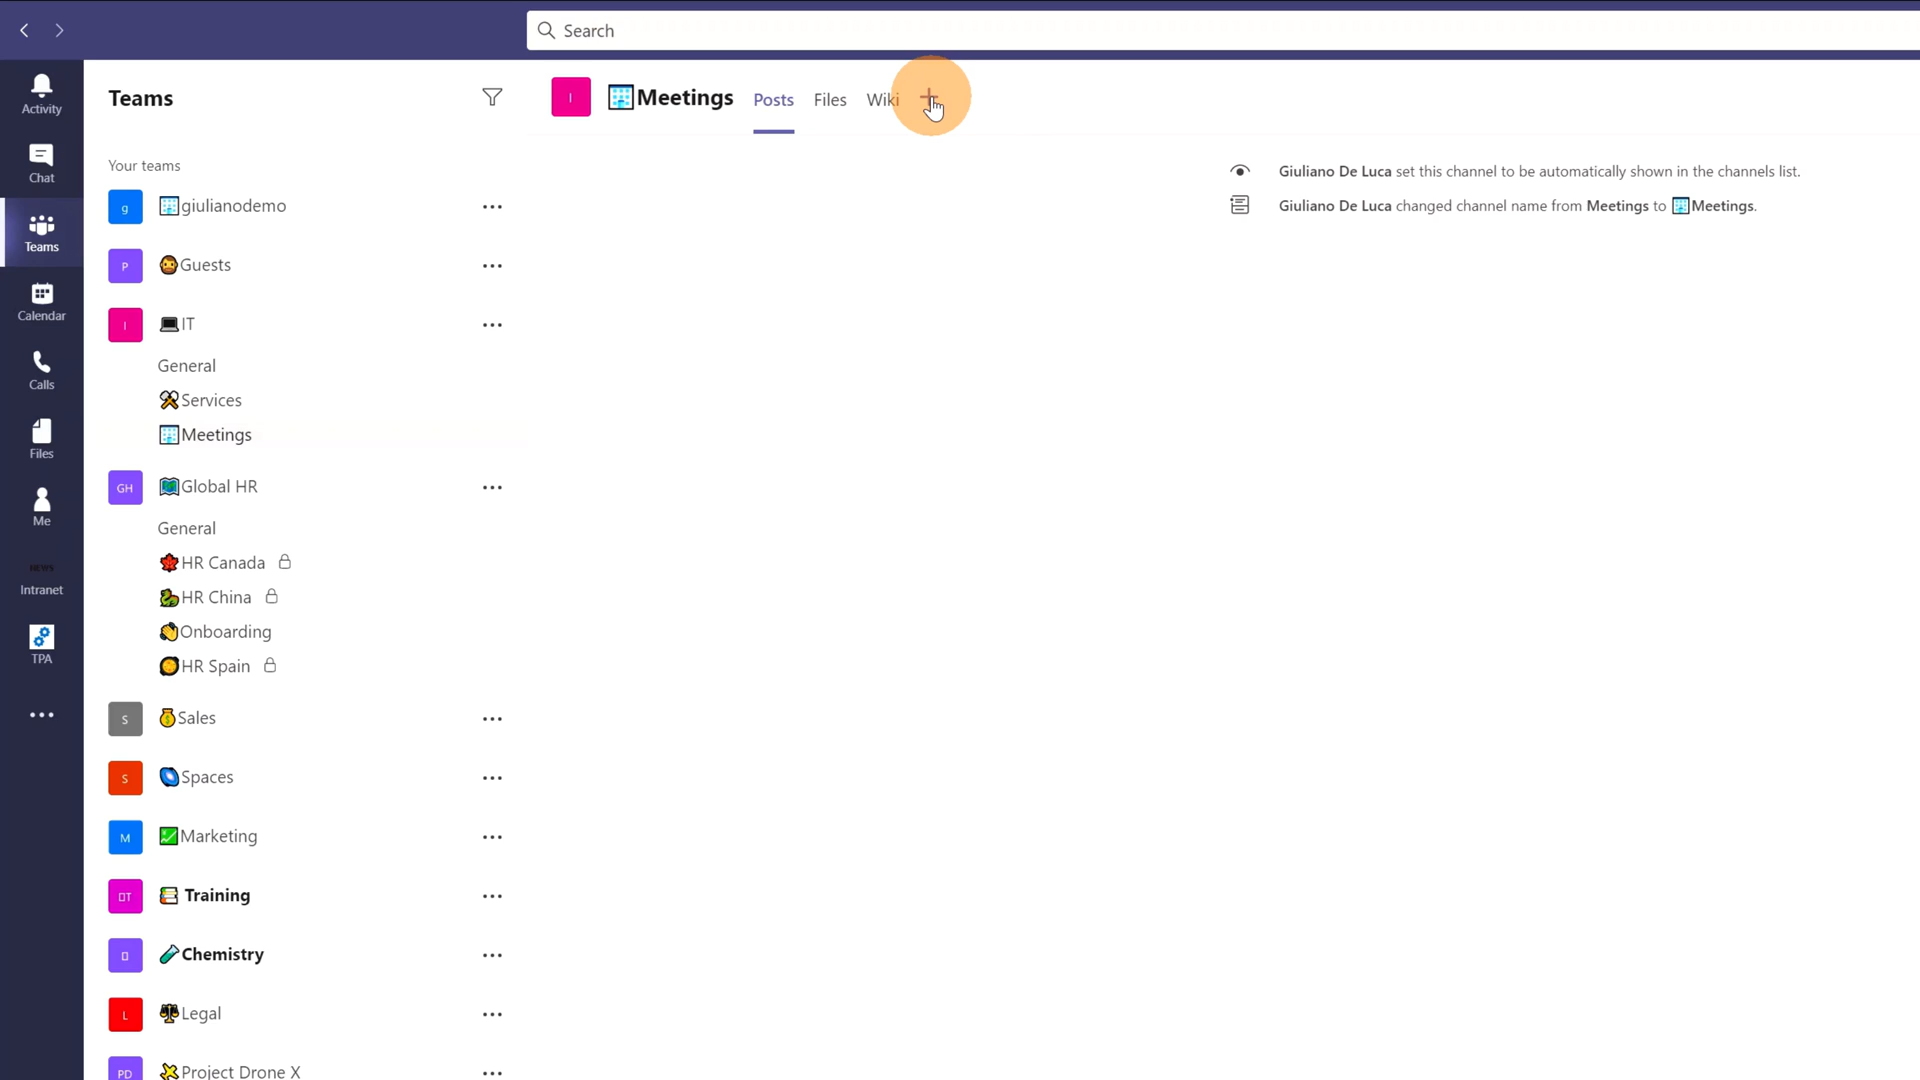 Search
Activity
Chat
Teams
Calendar
Calls
Files
Me
NEWS
Intranet
TPA
Teams
Your teams
g giulianodemo
P Guests
I IT
General
Services
Meetings
GH Global HR
General
HR Canada
HR China
Onboarding
HR Spain
S Sales
S Spaces
M Marketing
T Training
Chemistry
L Legal
PD Project Drone X
I Meetings Posts Files Wiki
Giuliano De Luca set this channel to be automatically shown in the channels list.
Giuliano De Luca changed channel name from Meetings to Meetings.